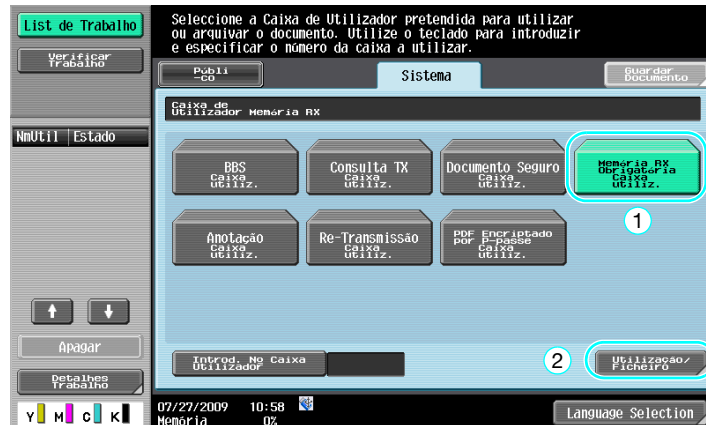 List de Trabalho
Verificar
Trabalho
Seleccione a Caixa de Utilizador pretendida para utilizar
ou arquivar o documento. Utilize o teclado para introduzir
e especificar o número da caixa a utilizar.
Públi
-co
Sistema
Guardar
Documento
Caixa de
Utilizador Memória RX
NmUtil Estado
BBS
Caixa
utiliz.
Consulta TX
Caixa
utiliz.
Documento Seguro
Caixa
utiliz.
Memória RX
Obrigatória
Caixa
utiliz.
1
Anotação
Caixa
utiliz.
Re-Transmissão
Caixa
utiliz.
PDF Encriptado
por P-passe
Caixa
utiliz.
Apagar
Detalhes
Trabalho
Introd. Nº Caixa
Utilizador
2
Utilização/
Ficheiro
Y M C K
07/27/2009 10:58
Memória 0%
Language Selection